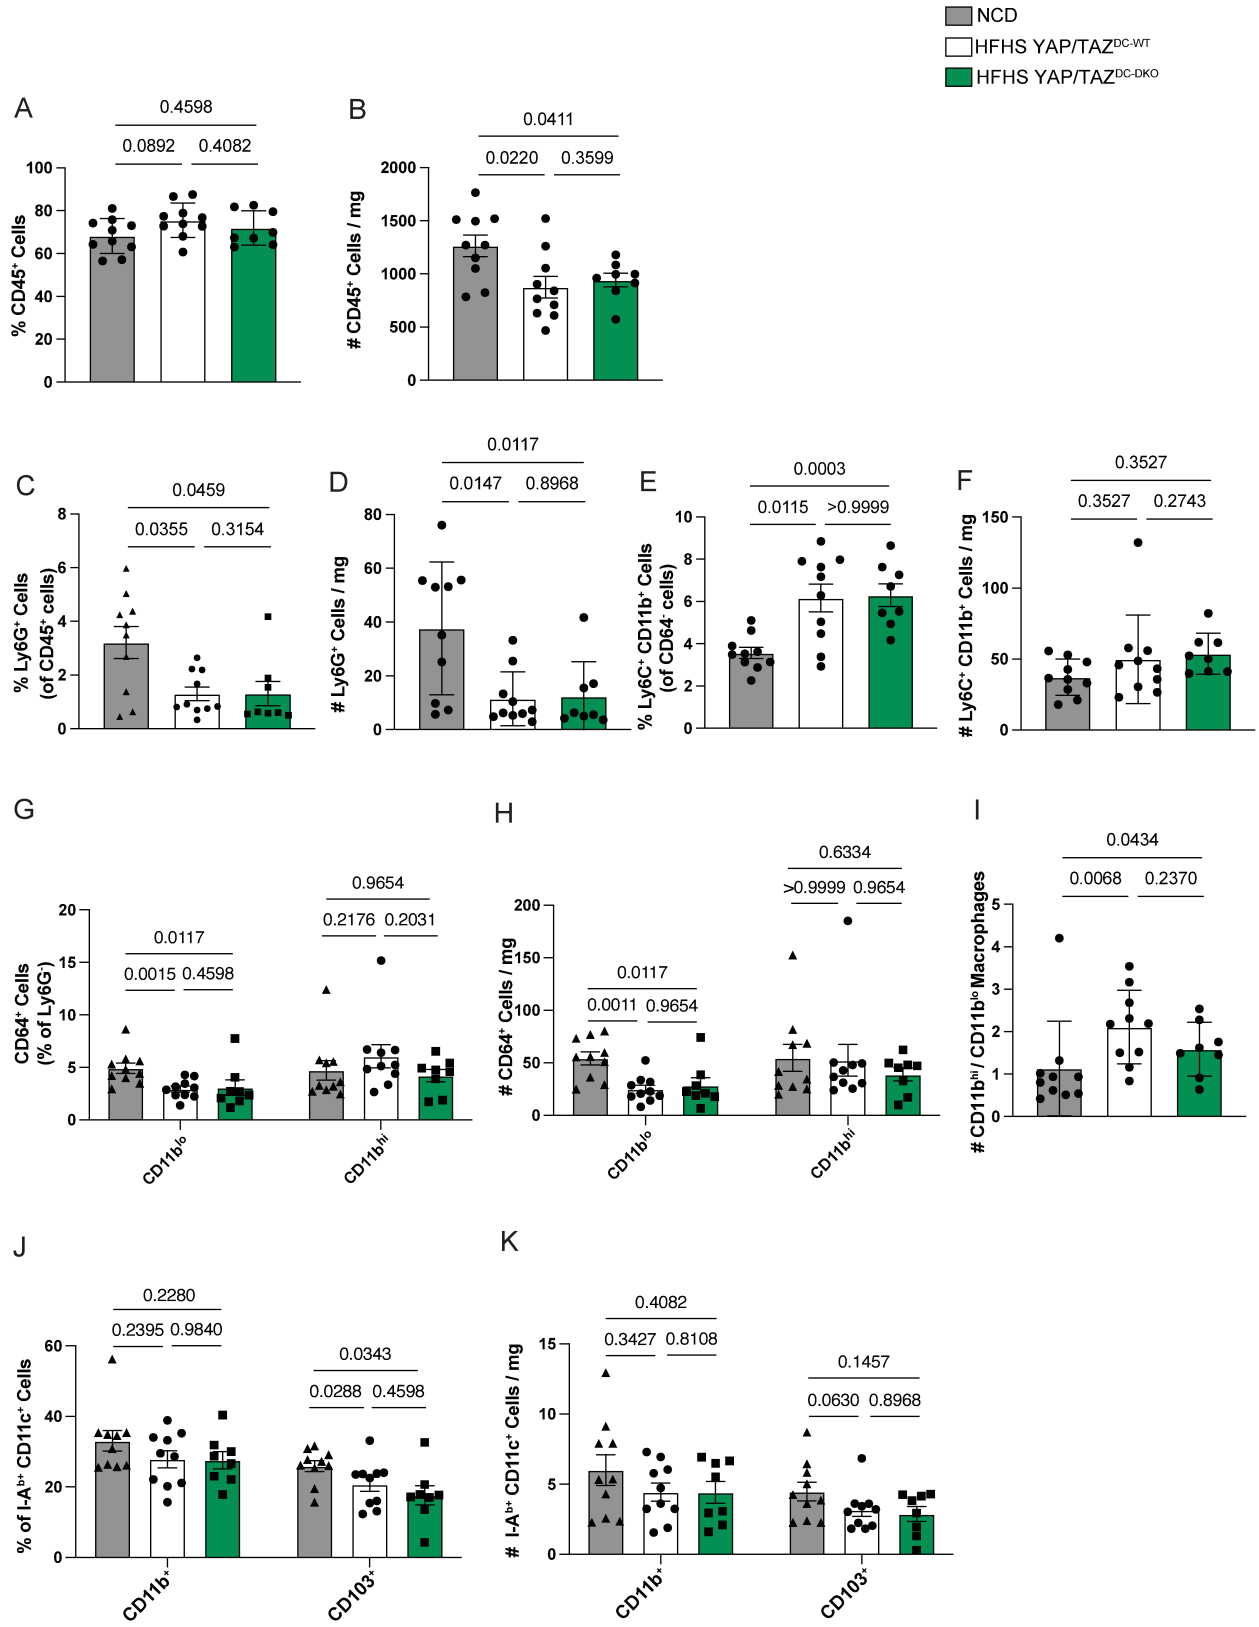 NCD
HFHS YAP/TAZDC-WT
HFHS YAP/TAZDC-DKO
A
0.4598
0.0892 0.4082
% CD45+ Cells
100
80
60
40
20
0
B
0.0411
0.0220 0.3599
# CD45+ Cells / mg
2000
1500
1000
500
0
C
0.0459
0.0355 0.3154
% Ly6G+ Cells
(of CD45+ cells)
8
6
4
2
0
D
0.0117
0.0147 0.8968
# Ly6G+ Cells / mg
80
60
40
20
0
E
0.0003
0.0115 >0.9999
% Ly6C+ CD11b+ Cells
(of CD64- cells)
10
8
6
4
2
0
F
0.3527
0.3527 0.2743
# Ly6C+ CD11b+ Cells / mg
150
100
50
0
G
0.9654
0.2176 0.2031
0.0117
0.0015 0.4598
CD64+ Cells
(% of Ly6G-)
20
15
10
5
0
CD11blo
CD11bhi
H
0.6334
>0.9999 0.9654
0.0117
0.0011 0.9654
# CD64+ Cells / mg
200
150
100
50
0
CD11blo
CD11bhi
I
0.0434
0.0068 0.2370
# CD11bhi / CD11blo Macrophages
5
4
3
2
1
0
J
0.2280
0.2395 0.9840
0.0343
0.0288 0.4598
% of I-Ab+ CD11c+ Cells
60
40
20
0
CD11b+
CD103+
K
0.4082
0.3427 0.8108
0.1457
0.0630 0.8968
# I-Ab+ CD11c+ Cells / mg
15
10
5
0
CD11b+
CD103+